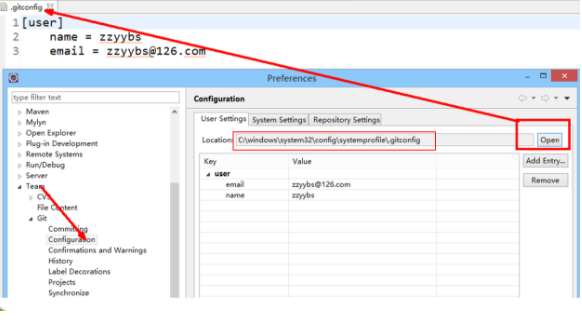 .gitconfig
1 [user]
2 name = zzyybs
3 email = zzyybs@126.com
Preferences
type filter text
Maven
Mylyn
Open Explorer
Plug-in Development
Remote Systems
Run/Debug
Server
Team
CVS
File Content
Git
Committing
Configuration
Confirmations and Warnings
History
Label Decorations
Projects
Synchronize
Configuration
User Settings System Settings Repository Settings
Location: C:\windows\system32\config\systemprofile\.gitconfig Open
Key Value Add Entry...
user Remove
email zzyybs@126.com
name zzyybs